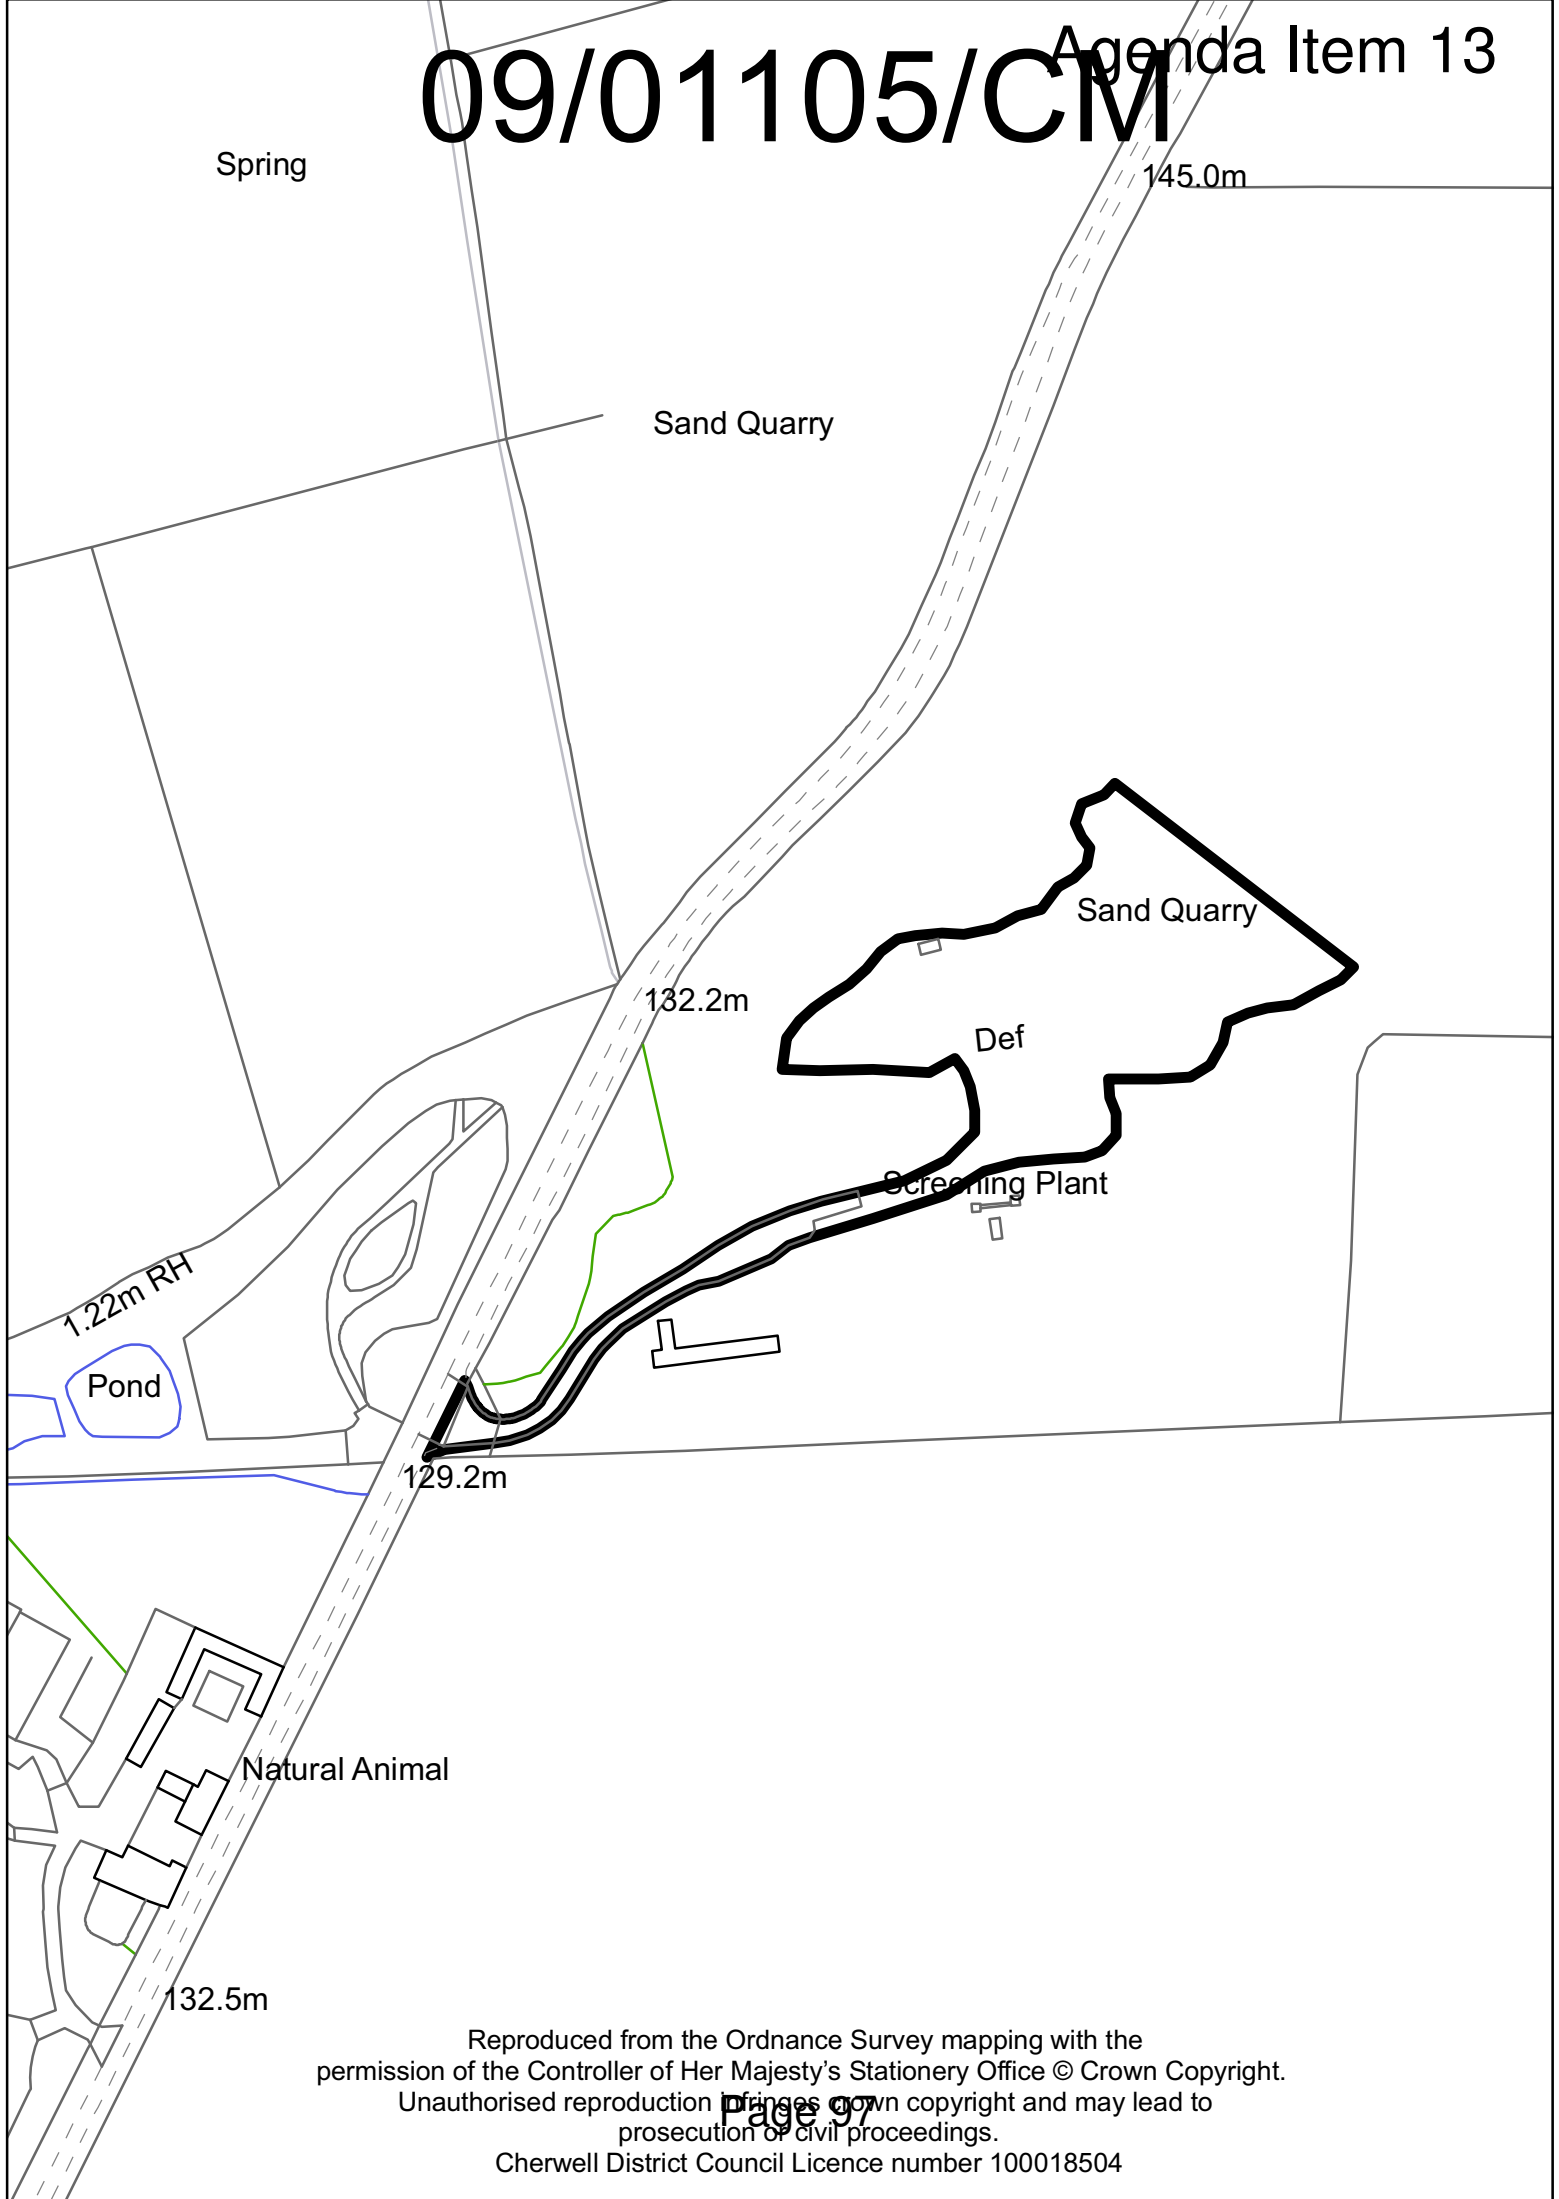 Agenda Item 13
09/01105/CM
Spring
145.0m
Sand Quarry
Sand Quarry
132.2m
Def
Screening Plant
1.22m RH
Pond
129.2m
Natural Animal
132.5m
Reproduced from the Ordnance Survey mapping with the
permission of the Controller of Her Majesty's Stationery Office © Crown Copyright.
Unauthorised reproduction infringes crown copyright and may lead to
prosecution or civil proceedings.
Cherwell District Council Licence number 100018504
Page 97